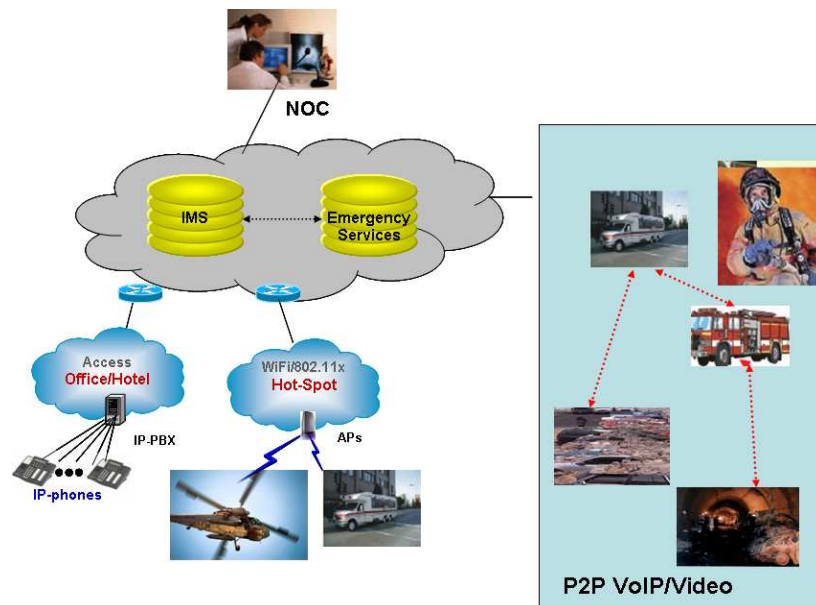 NOC
IMS
Emergency
Services
Access
Office/Hotel
WiFi/802.11x
Hot-Spot
IP-PBX
APs
IP-phones
P2P VoIP/Video